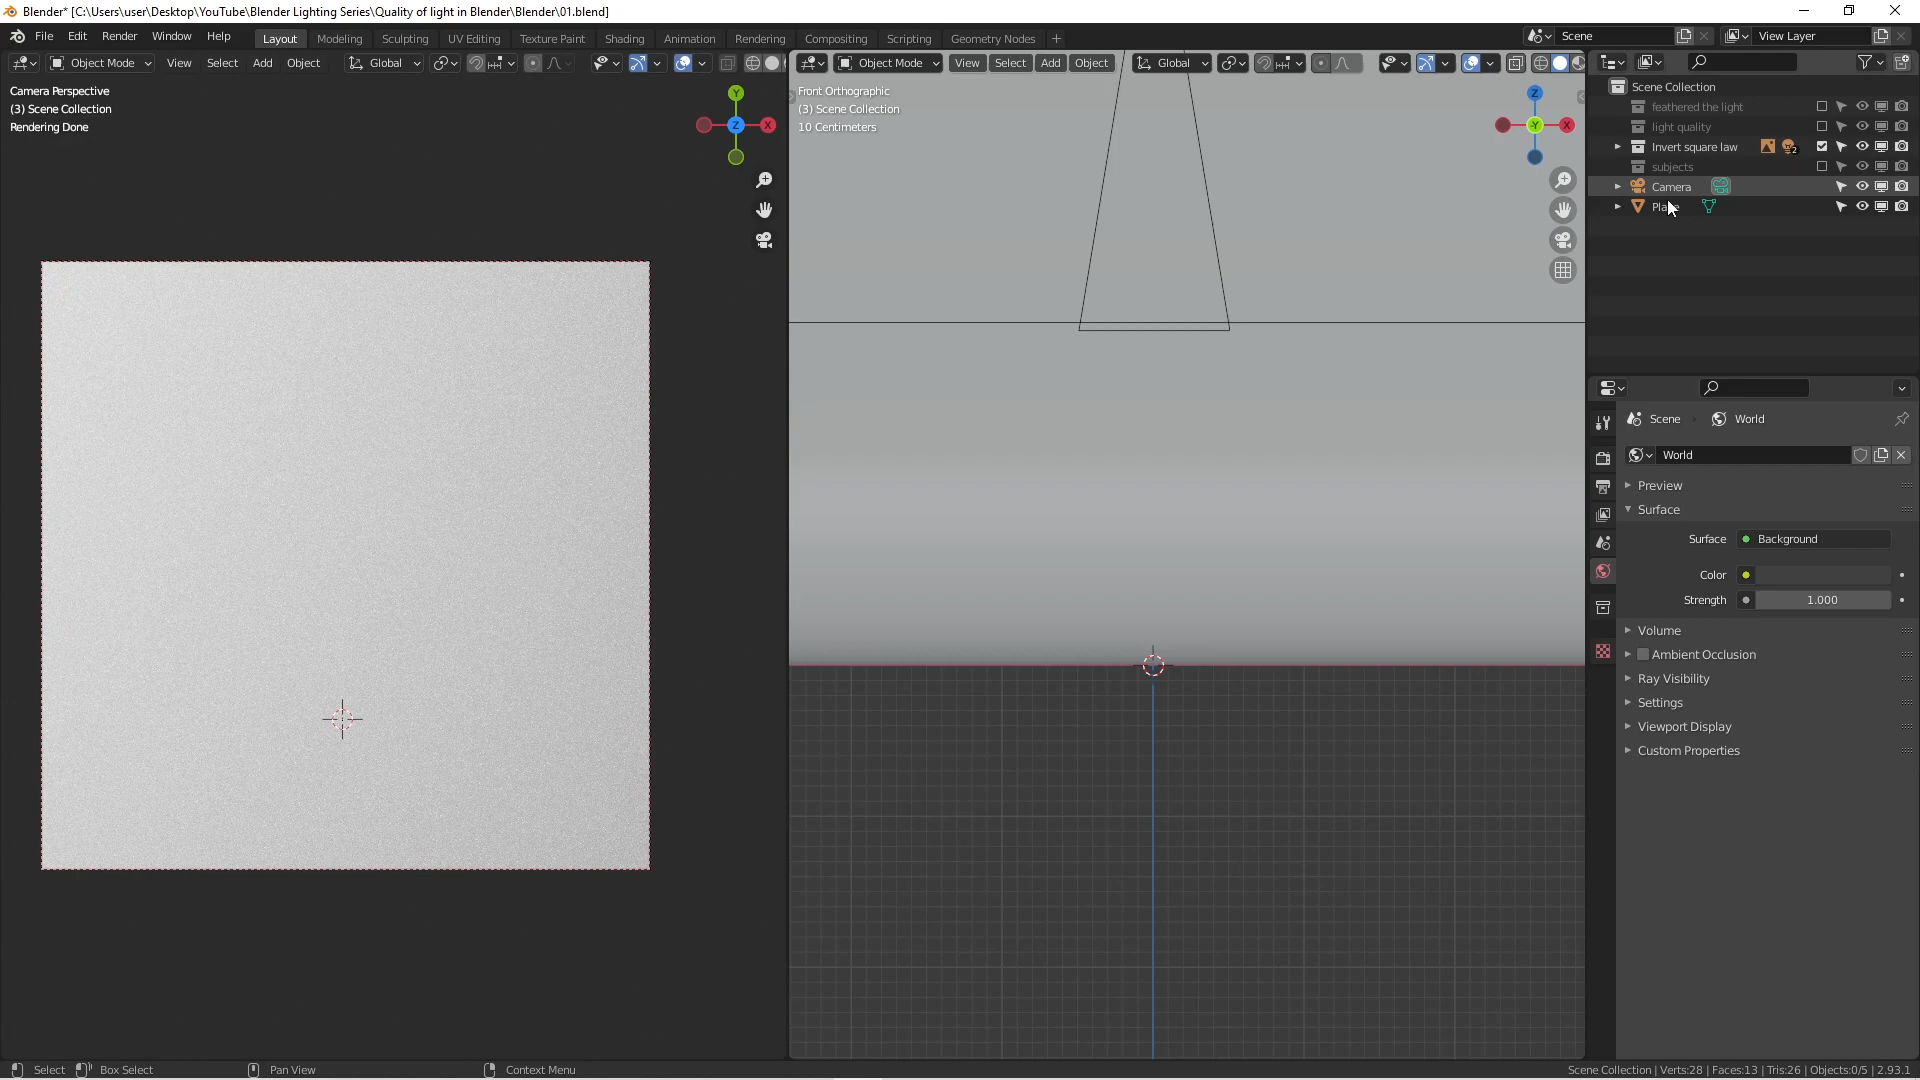 Blender* [C:\Users\user\Desktop\YouTube\Blender Lighting Series\Quality of light in Blender\Blender\01.blend]
File Edit Render Window Help Layout Modeling Sculpting UV Editing Texture Paint Shading Animation Rendering Compositing Scripting Geometry Nodes + Scene View Layer
Object Mode View Select Add Object Global
Object Mode View Select Add Object Global
Camera Perspective
(3) Scene Collection
Rendering Done
Y
Z X
Front Orthographic
(3) Scene Collection
10 Centimeters
Z
-Y X
Scene Collection
feathered the light
light quality
Invert square law 2
subjects
Camera
Scene World
World
Preview
Surface
Surface Background
Color
Strength 1.000
Volume
Ambient Occlusion
Ray Visibility
Settings
Viewport Display
Custom Properties
Select Box Select Pan View Context Menu Scene Collection | Verts:28 | Faces:13 | Tris:26 | Objects:0/5 | 2.93.1